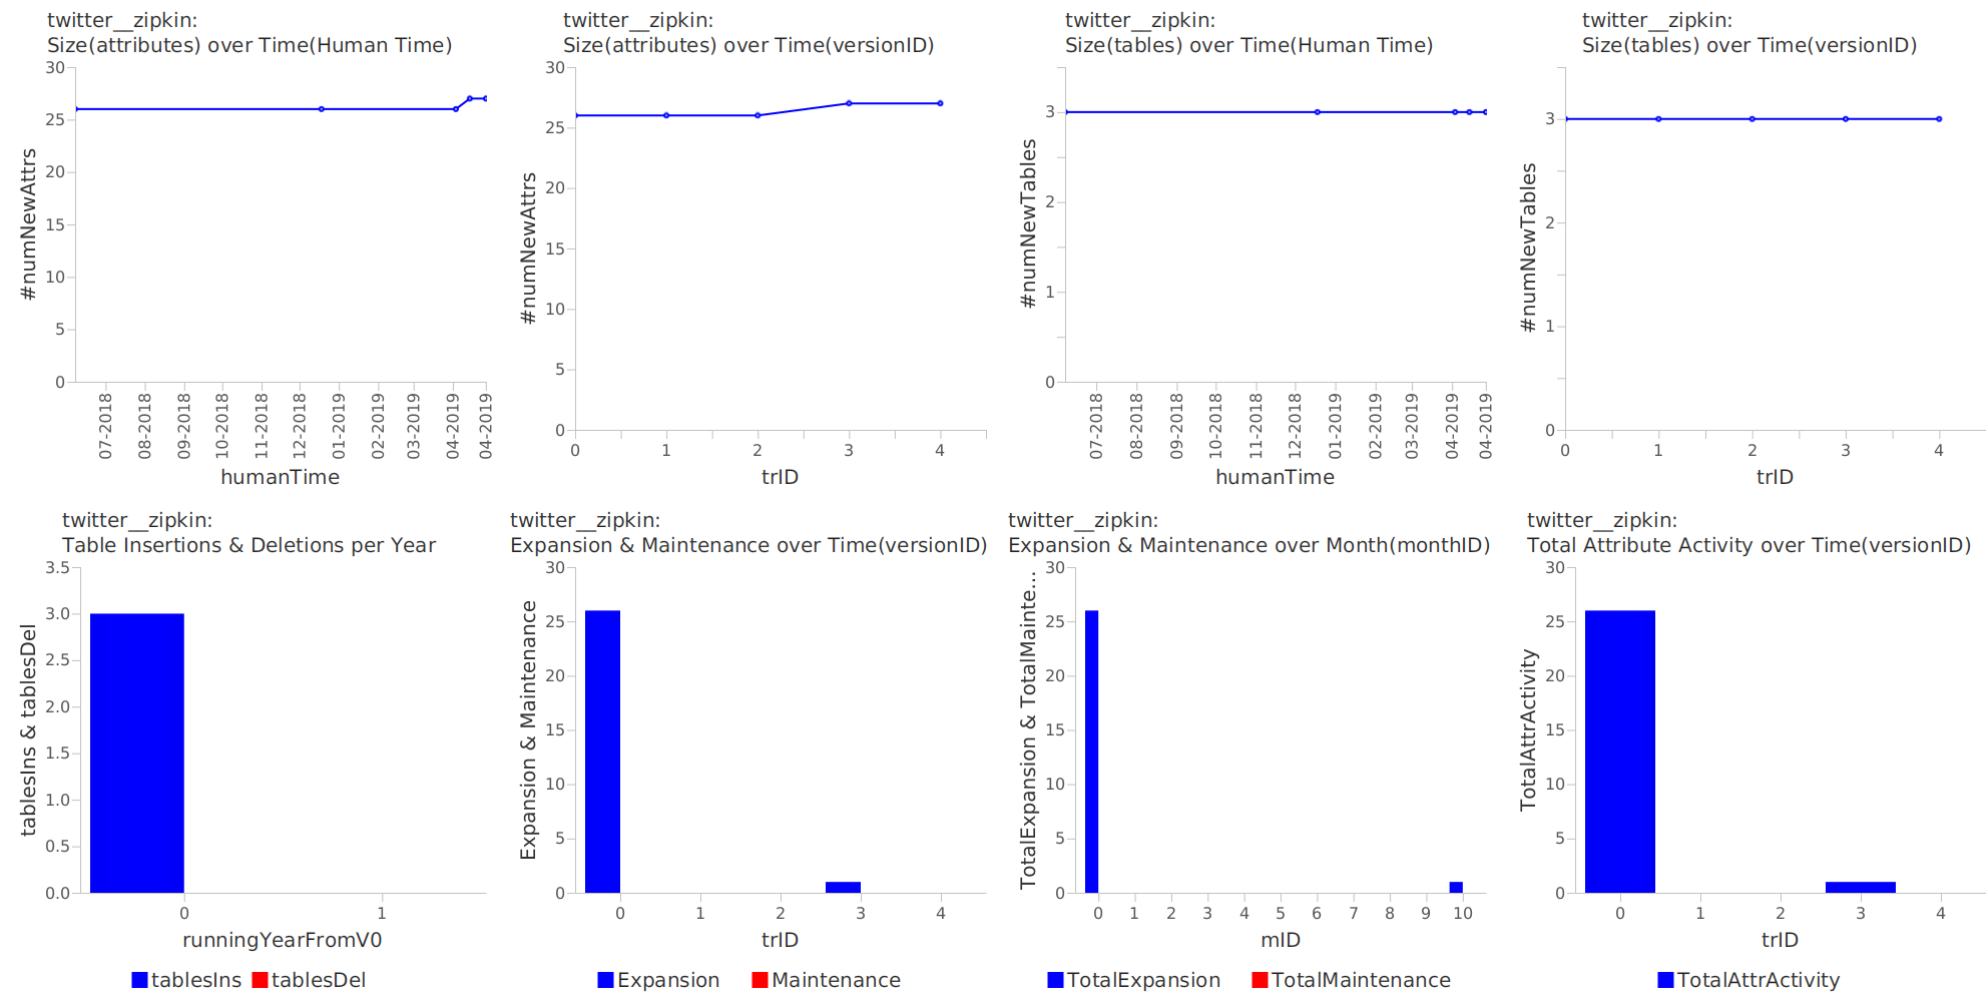 twitter__zipkin:
Size(attributes) over Time(Human Time)
30
25
20
15
10
5
0
#numNewAttrs
07-2018
08-2018
09-2018
10-2018
11-2018
12-2018
01-2019
02-2019
03-2019
04-2019
04-2019
humanTime
twitter__zipkin:
Size(attributes) over Time(versionID)
30
25
20
15
10
5
0
#numNewAttrs
0 1 2 3 4
trID
twitter__zipkin:
Size(tables) over Time(Human Time)
3
2
1
0
#numNewTables
07-2018
08-2018
09-2018
10-2018
11-2018
12-2018
01-2019
02-2019
03-2019
04-2019
04-2019
humanTime
twitter__zipkin:
Size(tables) over Time(versionID)
3
2
1
0
#numNewTables
0 1 2 3 4
trID
twitter__zipkin:
Table Insertions & Deletions per Year
3.5
3.0
2.5
2.0
1.5
1.0
0.5
0.0
tablesIns & tablesDel
0 1
runningYearFromV0
tablesIns tablesDel
twitter__zipkin:
Expansion & Maintenance over Time(versionID)
30
25
20
15
10
5
0
Expansion & Maintenance
0 1 2 3 4
trID
Expansion Maintenance
twitter__zipkin:
Expansion & Maintenance over Month(monthID)
30
25
20
15
10
5
0
TotalExpansion & TotalMainte...
0 1 2 3 4 5 6 7 8 9 10
mID
TotalExpansion TotalMaintenance
twitter__zipkin:
Total Attribute Activity over Time(versionID)
30
25
20
15
10
5
0
TotalAttrActivity
0 1 2 3 4
trID
TotalAttrActivity